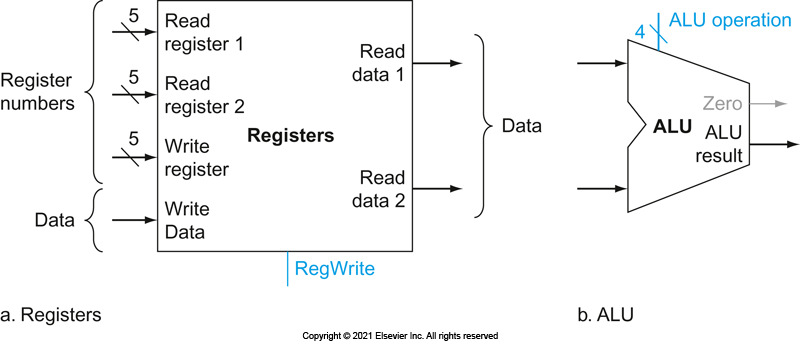 Register
numbers
5
Read
register 1
5
Read
register 2
5
Write
register
Data
Write
Data
Registers
Read
data 1
Read
data 2
Data
RegWrite
a. Registers
4
ALU operation
Zero
ALU
ALU
result
b. ALU
Copyright © 2021 Elsevier Inc. All rights reserved